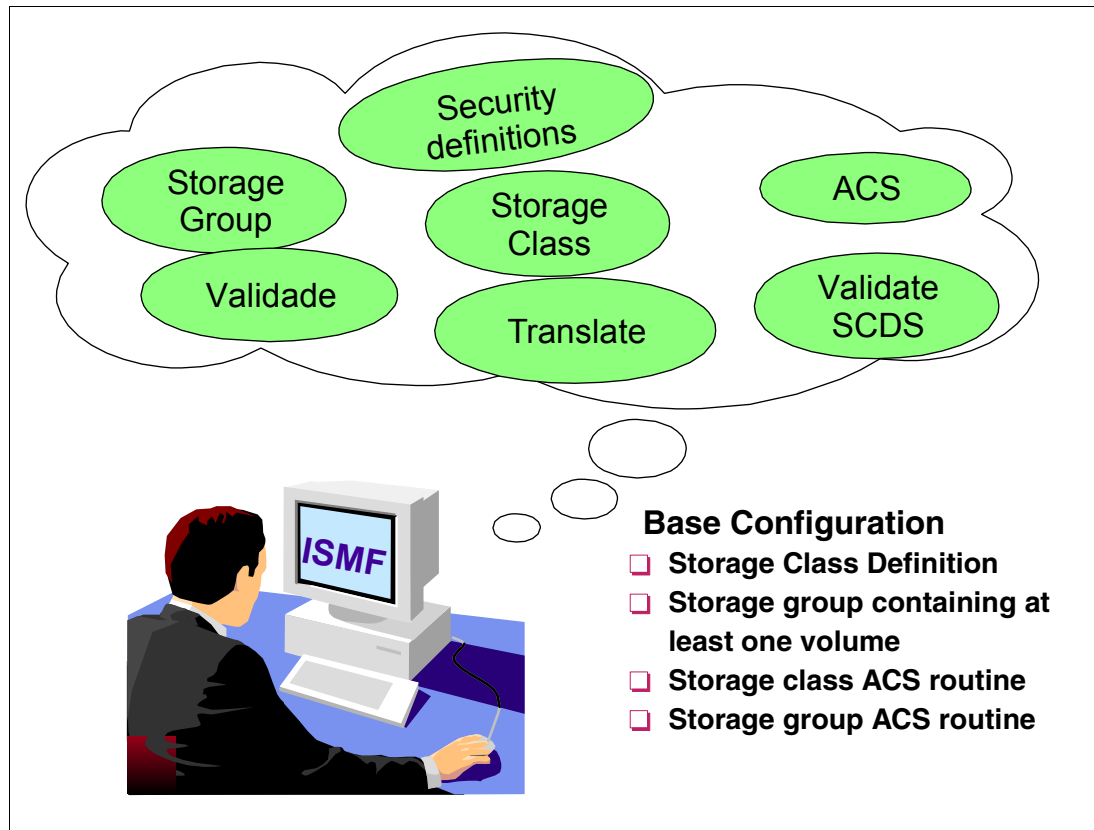 Security
definitions
Storage
Group
Storage
Class
ACS
Validade
Translate
Validate
SCDS
ISMF
Base Configuration
Storage Class Definition
Storage group containing at
least one volume
Storage class ACS routine
Storage group ACS routine